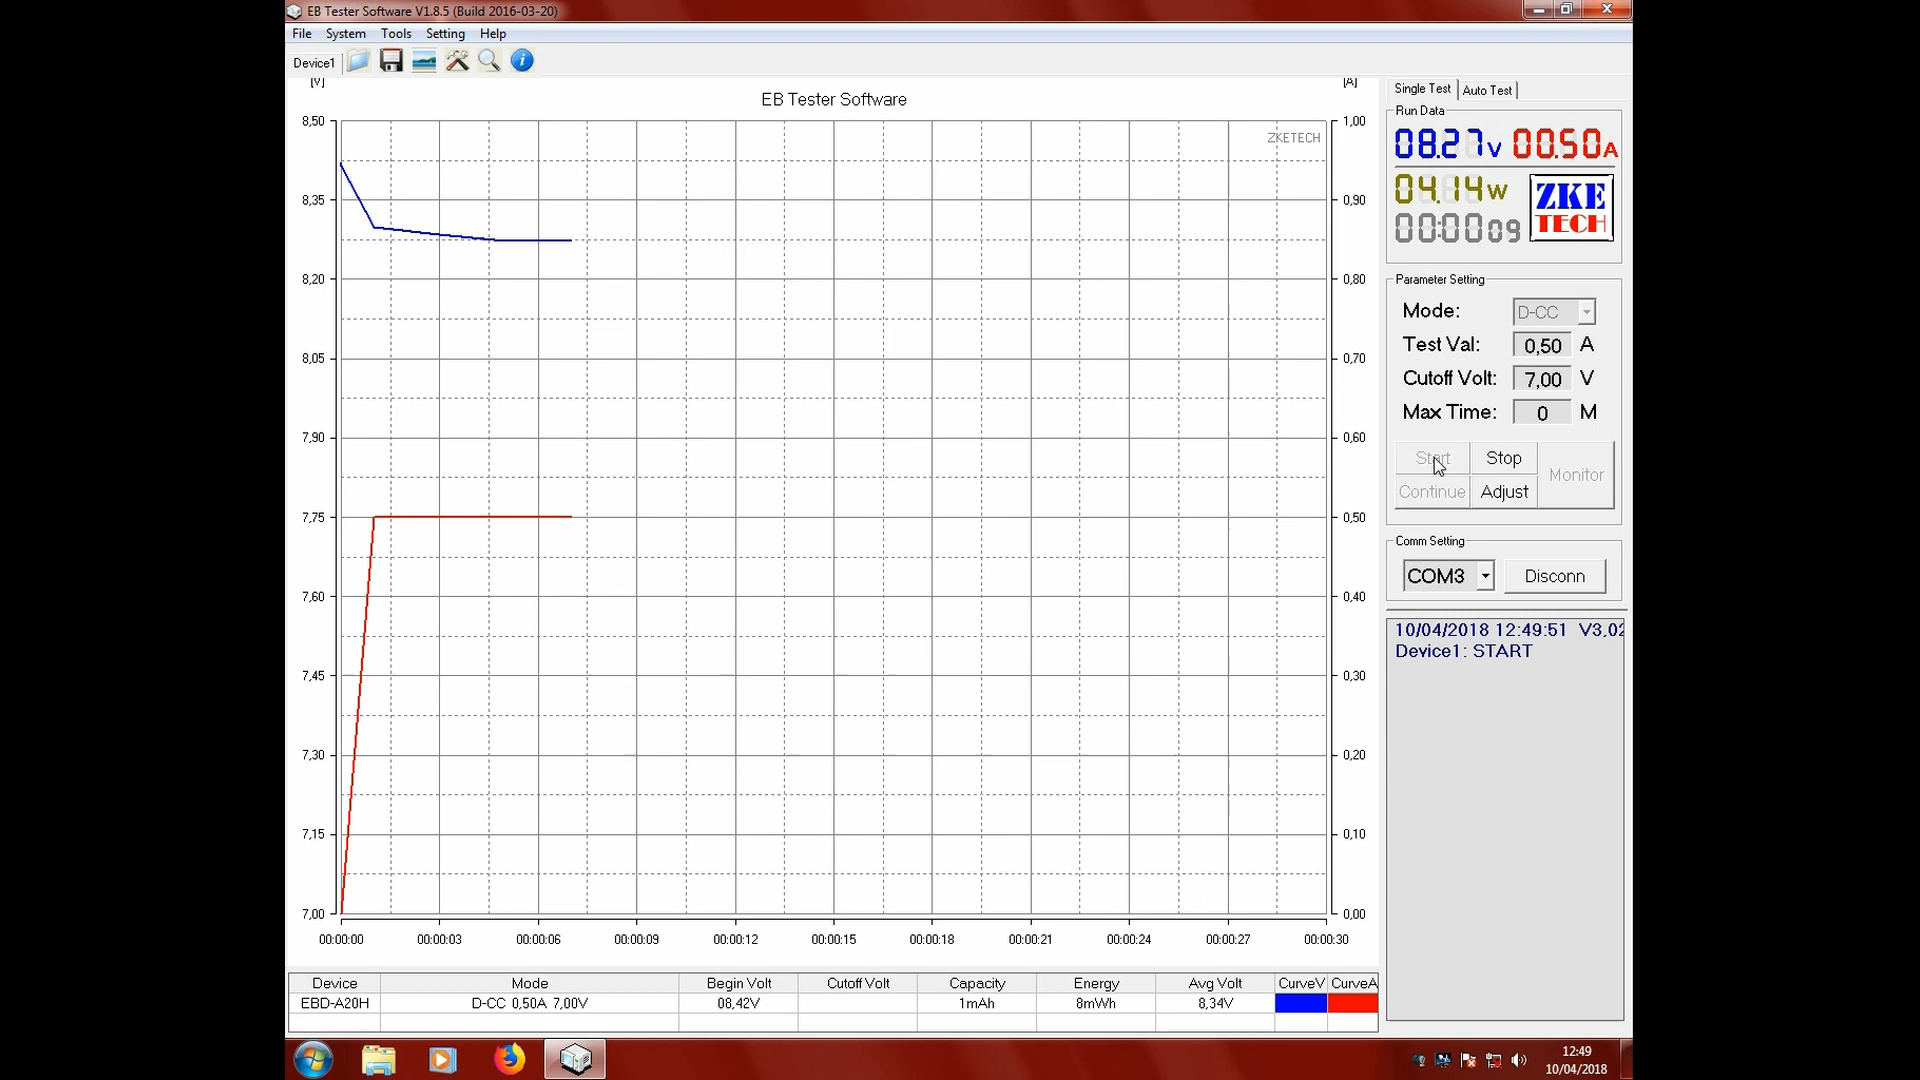 EB Tester Software V1.8.5 (Build 2016-03-20)
File System Tools Setting Help
Device1
[V]
[A]
EB Tester Software
ZKETECH
8,50
8,35
8,20
8,05
7,90
7,75
7,60
7,45
7,30
7,15
7,00
1,00
0,90
0,80
0,70
0,60
0,50
0,40
0,30
0,20
0,10
0,00
00:00:00 00:00:03 00:00:06 00:00:09 00:00:12 00:00:15 00:00:18 00:00:21 00:00:24 00:00:27 00:00:30
Single Test Auto Test
Run Data
08.27V 00.50A
04.14W
00:00 09
ZKE
TECH
Parameter Setting
Mode: D-CC
Test Val: 0,50 A
Cutoff Volt: 7,00 V
Max Time: 0 M
Start Stop Monitor
Continue Adjust
Comm Setting
COM3 Disconn
10/04/2018 12:49:51 V3,02
Device1: START
Device Mode Begin Volt Cutoff Volt Capacity Energy Avg Volt CurveV CurveA
EBD-A20H D-CC 0,50A 7,00V 08,42V 1mAh 8mWh 8,34V
12:49
10/04/2018